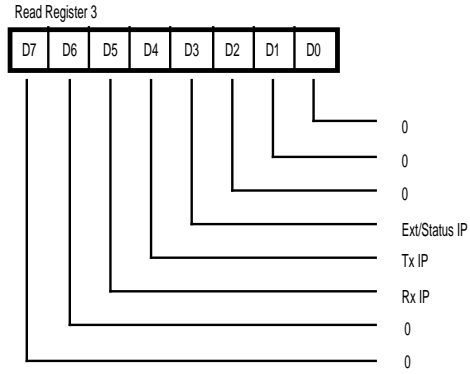 Read Register 3
D7 D6 D5 D4 D3 D2 D1 D0
0
0
0
Ext/Status IP
Tx IP
Rx IP
0
0